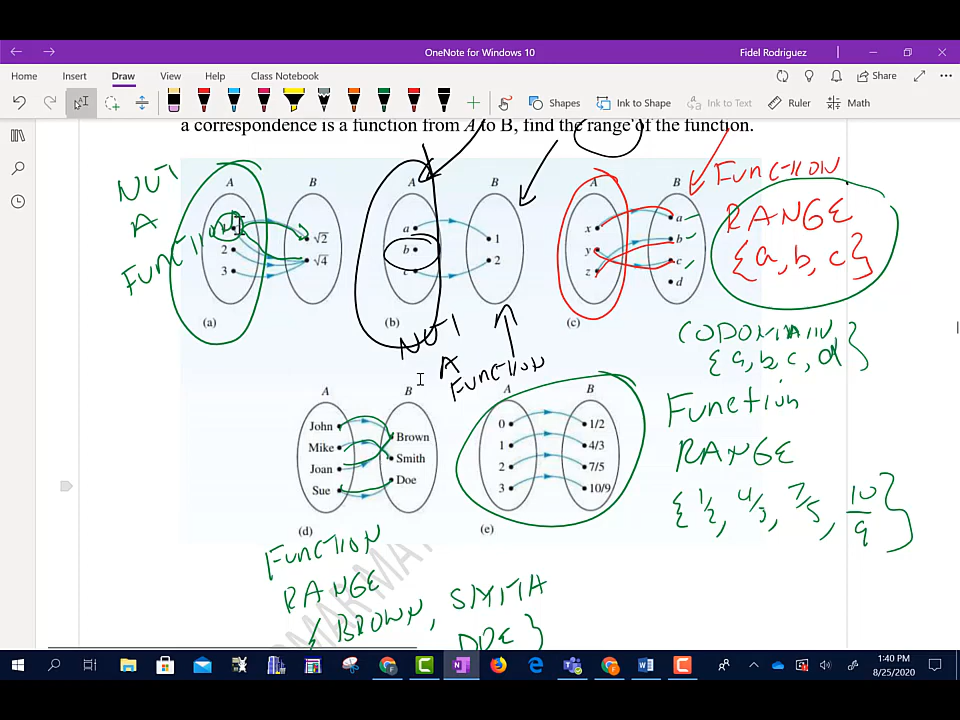 OneNote for Windows 10
Fidel Rodriguez
Home
Insert
Draw
View
Help
Class Notebook
Share
Shapes
Ink to Shape
Ink to Text
Ruler
Math
a correspondence is a function from A to B, find the range of the function.
NOT
A
FUNCTION
A
B
1
2
3
√2
√4
(a)
A
B
a
b
c
1
2
(b)
NOT
A
FUNCTION
A
B
x
y
z
a
b
c
d
(c)
FUNCTION
RANGE
{a, b, c}
CODOMAIN
{a, b, c, d}
A
B
John
Mike
Joan
Sue
Brown
Smith
Doe
(d)
FUNCTION
RANGE
{BROWN, SMITH
DOE}
A
B
0
1
2
3
1/2
4/3
7/5
10/9
(e)
Function
RANGE
{1/2, 4/3, 7/5, 10/9}
1:40 PM
8/25/2020